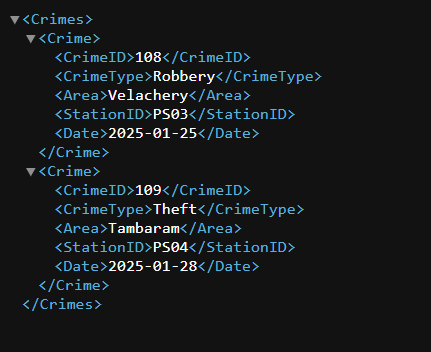 <Crimes>
<Crime>
<CrimeID>108</CrimeID>
<CrimeType>Robbery</CrimeType>
<Area>Velachery</Area>
<StationID>PS03</StationID>
<Date>2025-01-25</Date>
</Crime>
<Crime>
<CrimeID>109</CrimeID>
<CrimeType>Theft</CrimeType>
<Area>Tambaram</Area>
<StationID>PS04</StationID>
<Date>2025-01-28</Date>
</Crime>
</Crimes>